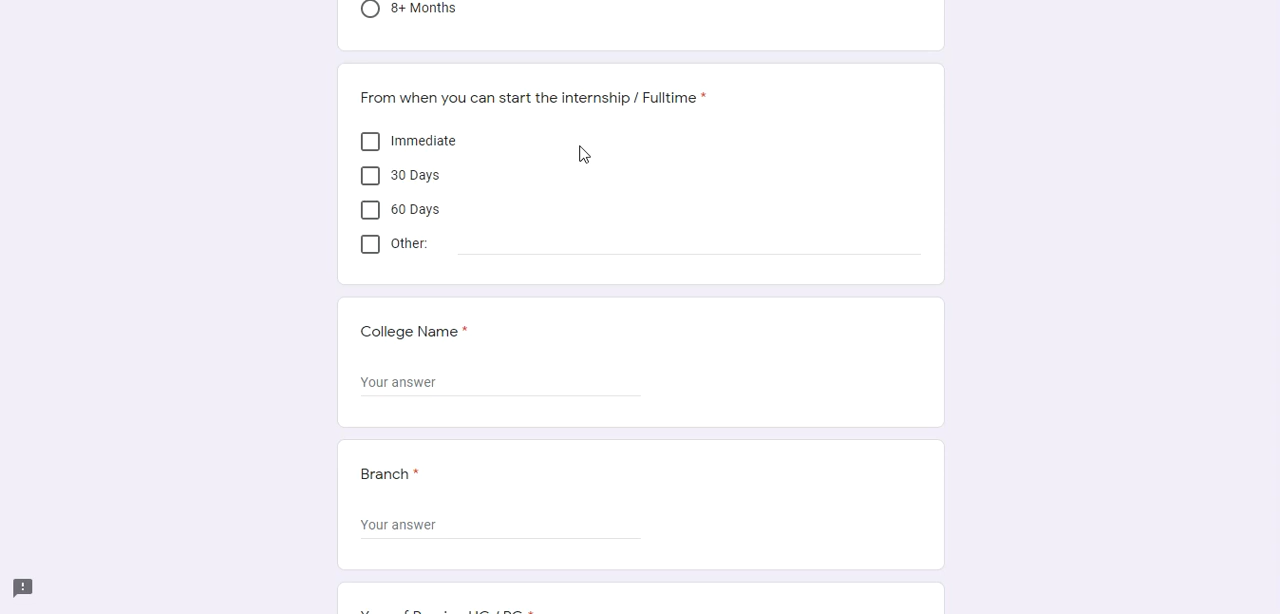 8+ Months
From when you can start the internship / Fulltime *
Immediate
30 Days
60 Days
Other:
College Name *
Your answer
Branch *
Your answer